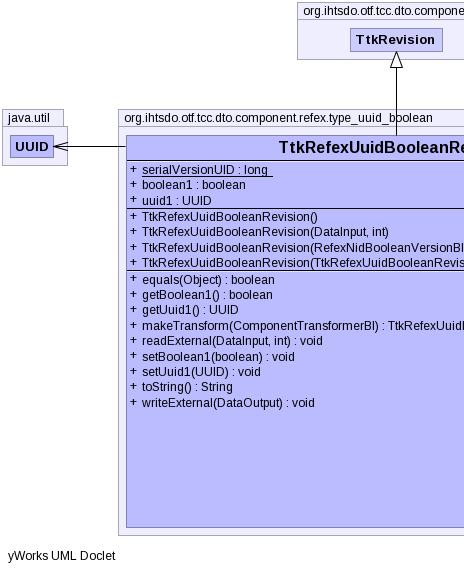 org.ihtsdo.otf.tcc.dto.componen
TtkRevision
java.util
UUID
org.ihtsdo.otf.tcc.dto.component.refex.type_uuid_boolean
TtkRefexUuidBooleanRe
+ serialVersionUID : long
+ boolean1 : boolean
+ uuid1 : UUID
+ TtkRefexUuidBooleanRevision()
+ TtkRefexUuidBooleanRevision(DataInput, int)
+ TtkRefexUuidBooleanRevision(RefexNidBooleanVersionBI
+ TtkRefexUuidBooleanRevision(TtkRefexUuidBooleanRevis
+ equals(Object) : boolean
+ getBoolean1() : boolean
+ getUuid1() : UUID
+ makeTransform(ComponentTransformerBI) : TtkRefexUuidB
+ readExternal(DataInput, int) : void
+ setBoolean1(boolean) : void
+ setUuid1(UUID) : void
+ toString() : String
+ writeExternal(DataOutput) : void
yWorks UML Doclet